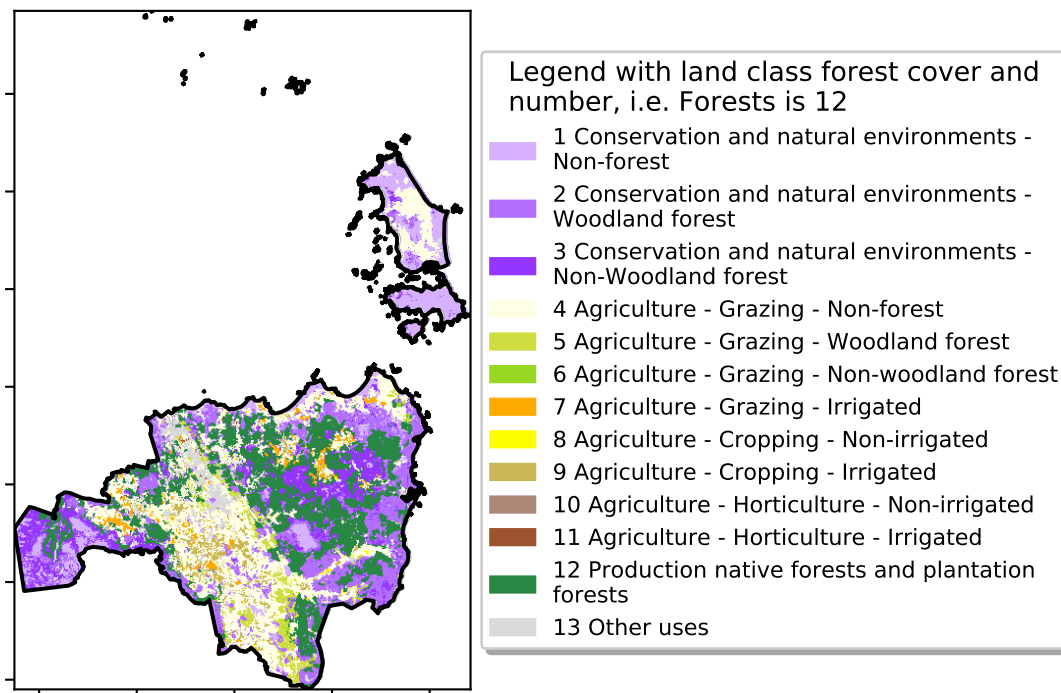 Legend with land class forest cover and
number, i.e. Forests is 12
1 Conservation and natural environments -
Non-forest
2 Conservation and natural environments -
Woodland forest
3 Conservation and natural environments -
Non-Woodland forest
4 Agriculture - Grazing - Non-forest
5 Agriculture - Grazing - Woodland forest
6 Agriculture - Grazing - Non-woodland forest
7 Agriculture - Grazing - Irrigated
8 Agriculture - Cropping - Non-irrigated
9 Agriculture - Cropping - Irrigated
10 Agriculture - Horticulture - Non-irrigated
11 Agriculture - Horticulture - Irrigated
12 Production native forests and plantation
forests
13 Other uses